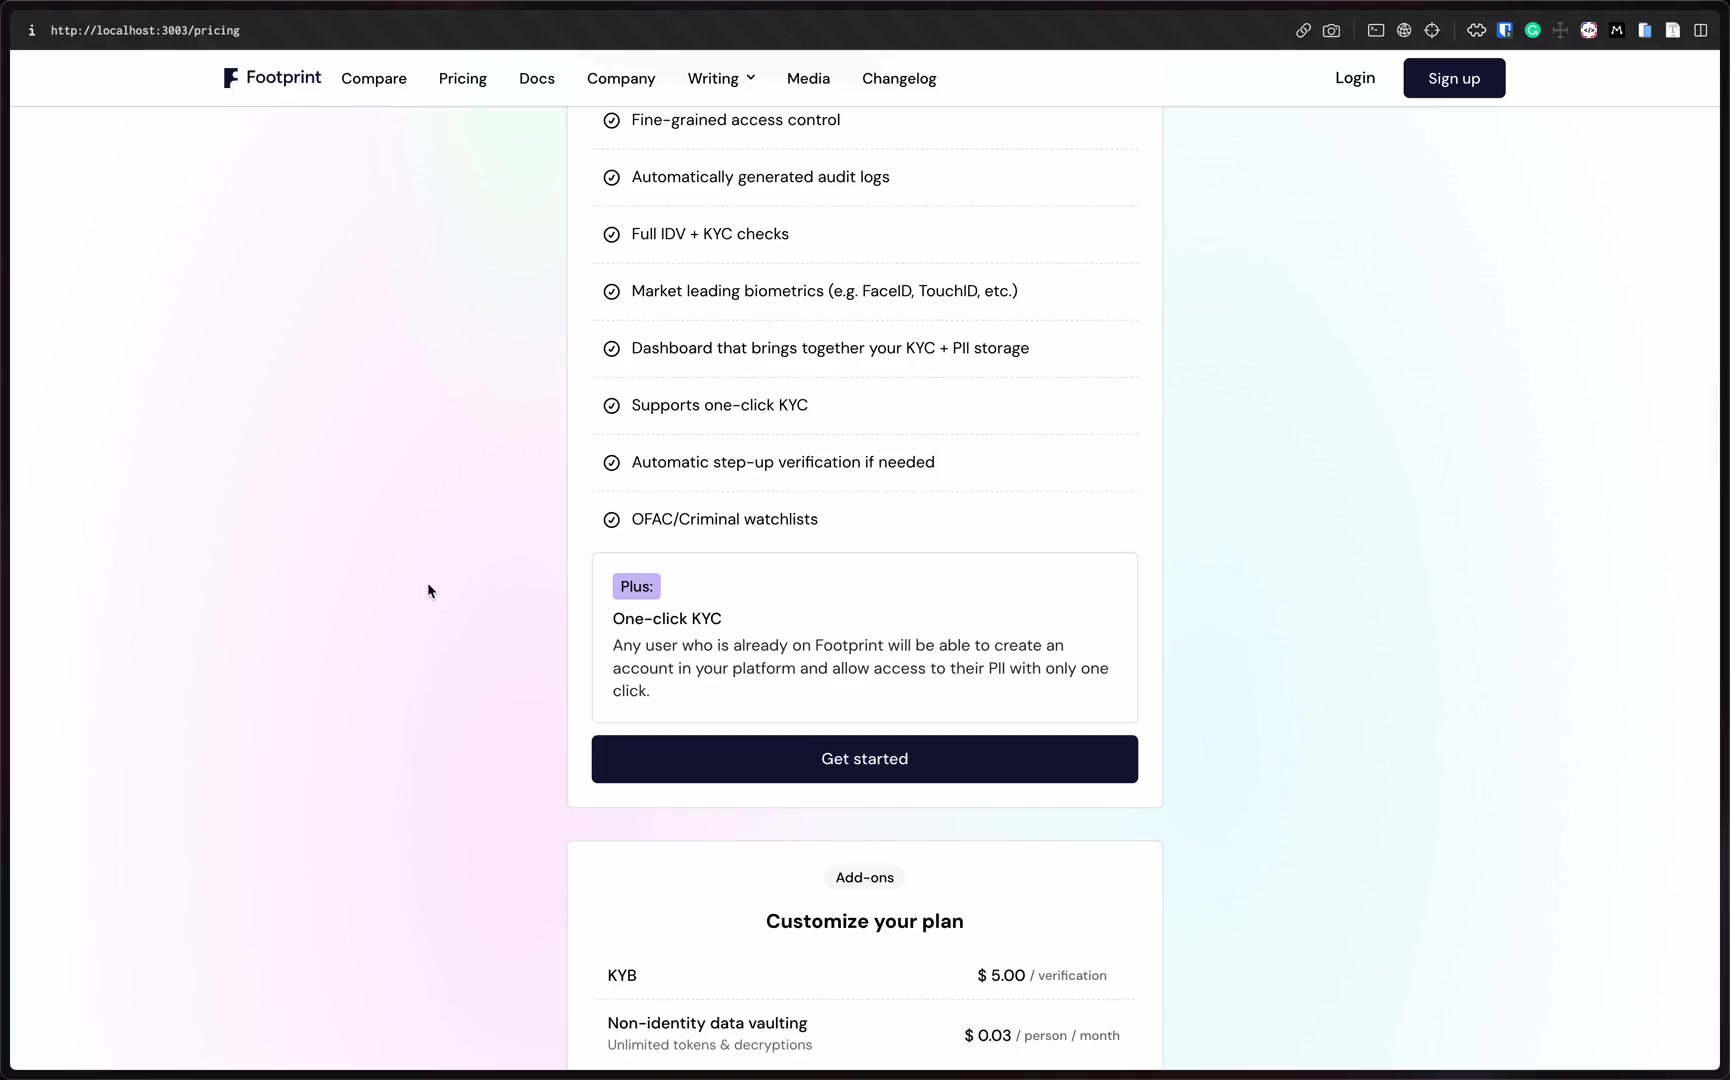 http://localhost:3003/pricing
Footprint Compare Pricing Docs Company Writing Media Changelog Login Sign up
Fine-grained access control
Automatically generated audit logs
Full IDV + KYC checks
Market leading biometrics (e.g. FaceID, TouchID, etc.)
Dashboard that brings together your KYC + PII storage
Supports one-click KYC
Automatic step-up verification if needed
OFAC/Criminal watchlists
Plus:
One-click KYC
Any user who is already on Footprint will be able to create an
account in your platform and allow access to their PII with only one
click.
Get started
Add-ons
Customize your plan
KYB $ 5.00 / verification
Non-identity data vaulting $ 0.03 / person / month
Unlimited tokens & decryptions